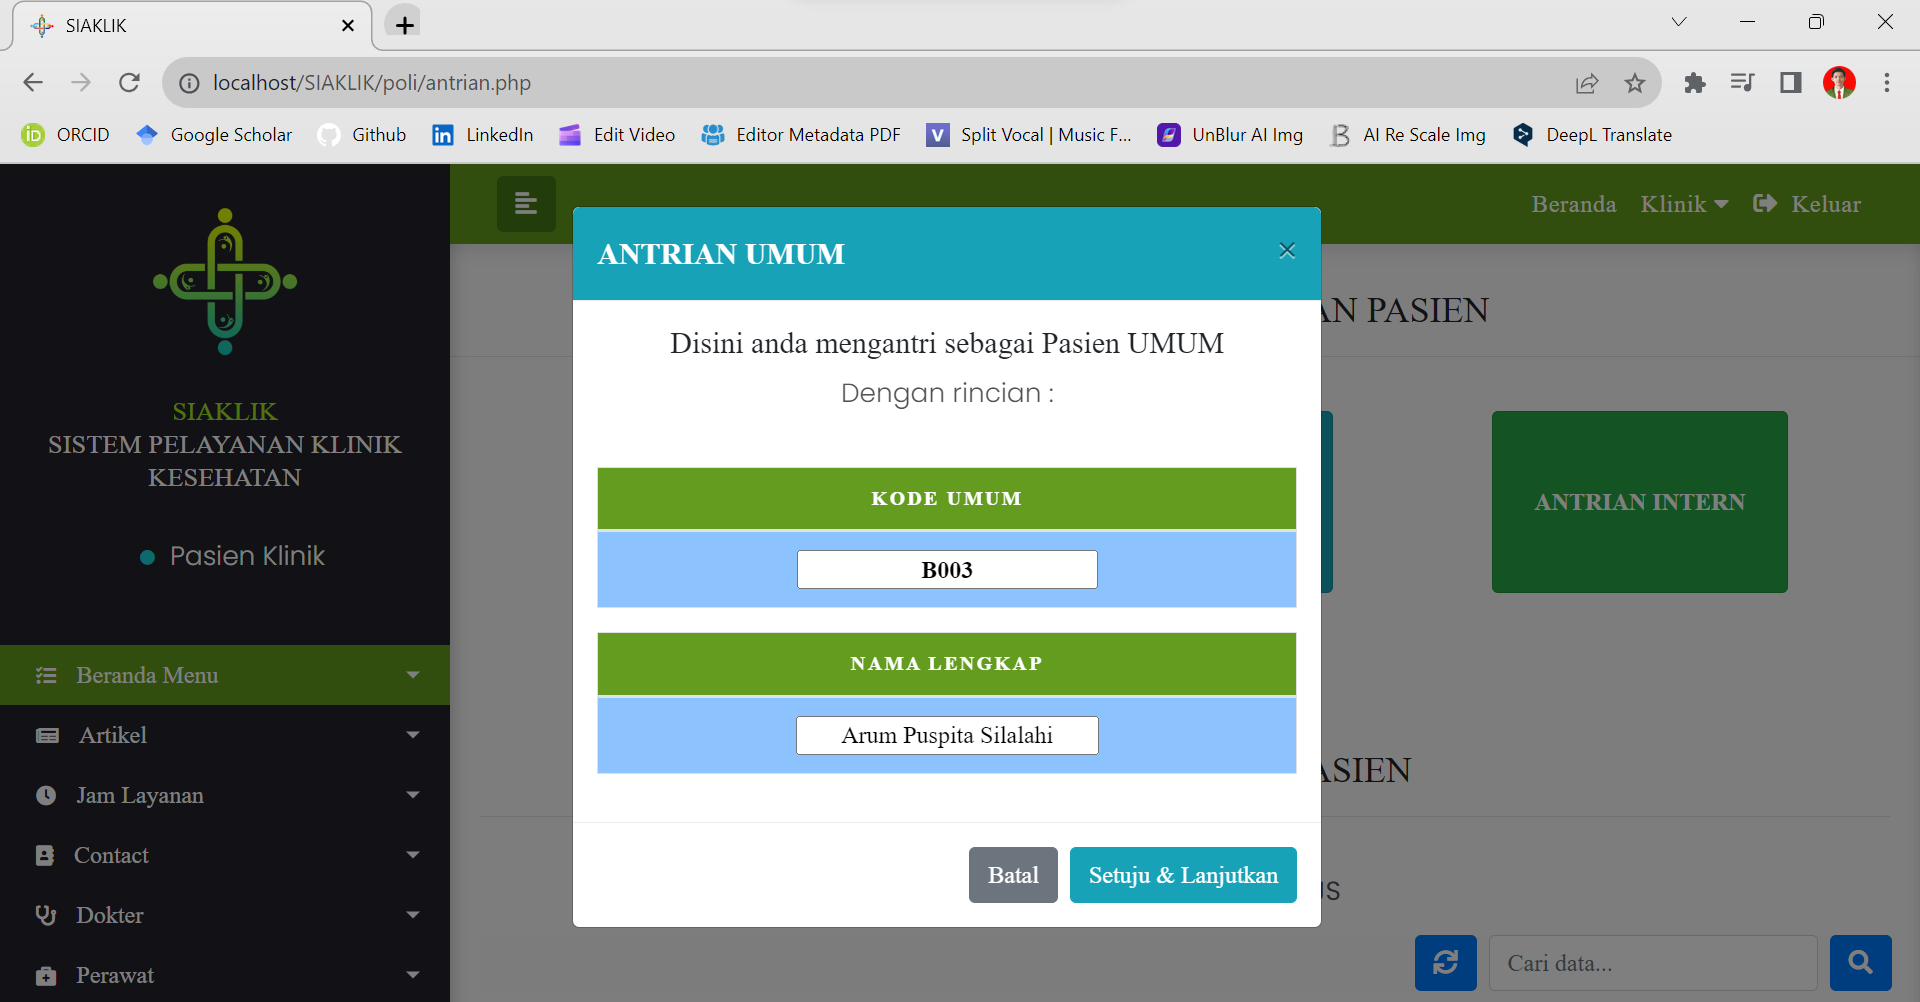 SIAKLIK
localhost/SIAKLIK/poli/antrian.php
ORCID
Google Scholar
Github
LinkedIn
Edit Video
Editor Metadata PDF
Split Vocal | Music F...
UnBlur AI Img
AI Re Scale Img
DeepL Translate
SIAKLIK
SISTEM PELAYANAN KLINIK
KESEHATAN
Pasien Klinik
Beranda Menu
Artikel
Jam Layanan
Contact
Dokter
Perawat
Beranda
Klinik
Keluar
PASIEN
ANTRIAN INTERN
ANTRIAN UMUM
×
Disini anda mengantri sebagai Pasien UMUM
Dengan rincian :
KODE UMUM
B003
NAMA LENGKAP
Arum Puspita Silalahi
Batal
Setuju & Lanjutkan
Cari data...